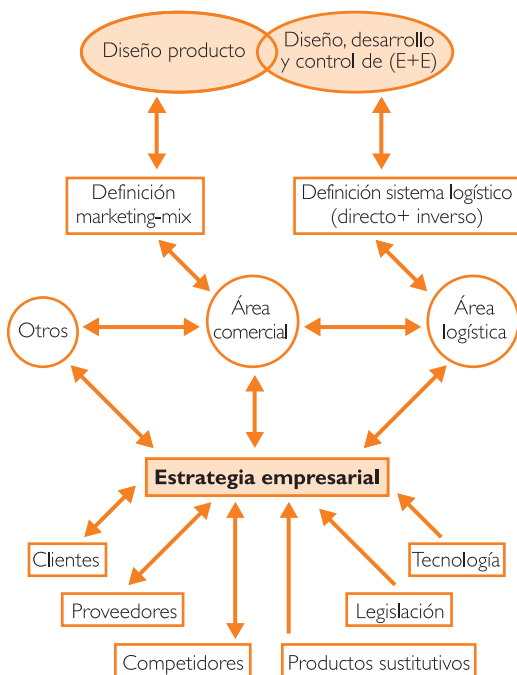 Diseño producto
Diseño, desarrollo
y control de (E+E)
Definición
marketing-mix
Definición sistema logístico
(directo+ inverso)
Otros
Área
comercial
Área
logística
Estrategia empresarial
Clientes
Tecnología
Proveedores
Legislación
Competidores
Productos sustitutivos